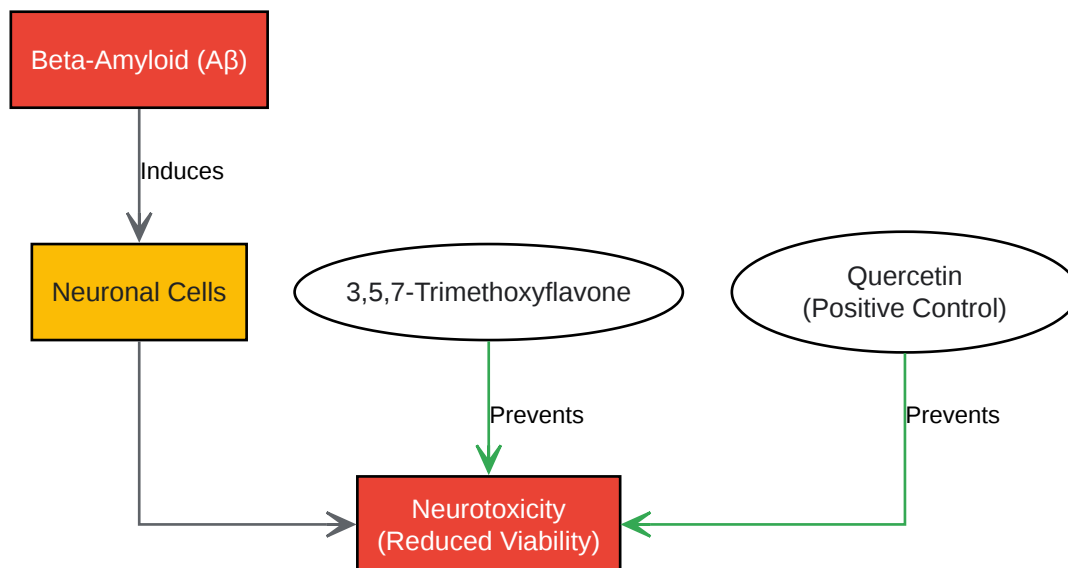 Beta-Amyloid (Aβ)
Induces
Neuronal Cells
3,5,7-Trimethoxyflavone
Quercetin
(Positive Control)
Prevents
Prevents
Neurotoxicity
(Reduced Viability)